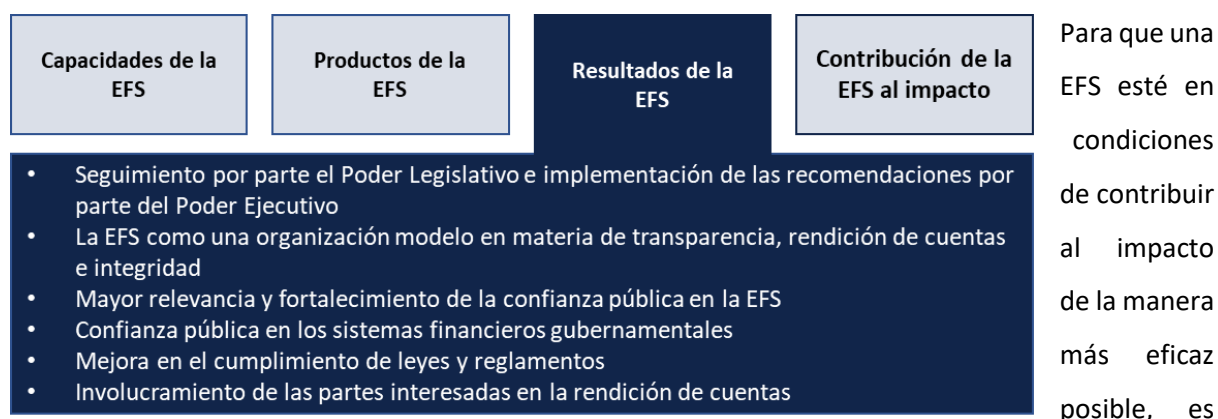 Capacidades de la
EFS
Productos de la
EFS
Resultados de la
EFS
Contribución de la
EFS al impacto
• Seguimiento por parte el Poder Legislativo e implementación de las recomendaciones por
parte del Poder Ejecutivo
• La EFS como una organización modelo en materia de transparencia, rendición de cuentas
e integridad
• Mayor relevancia y fortalecimiento de la confianza pública en la EFS
• Confianza pública en los sistemas financieros gubernamentales
• Mejora en el cumplimiento de leyes y reglamentos
• Involucramiento de las partes interesadas en la rendición de cuentas
Para que una
EFS esté en
condiciones
de contribuir
al impacto
de la manera
más eficaz
posible, es